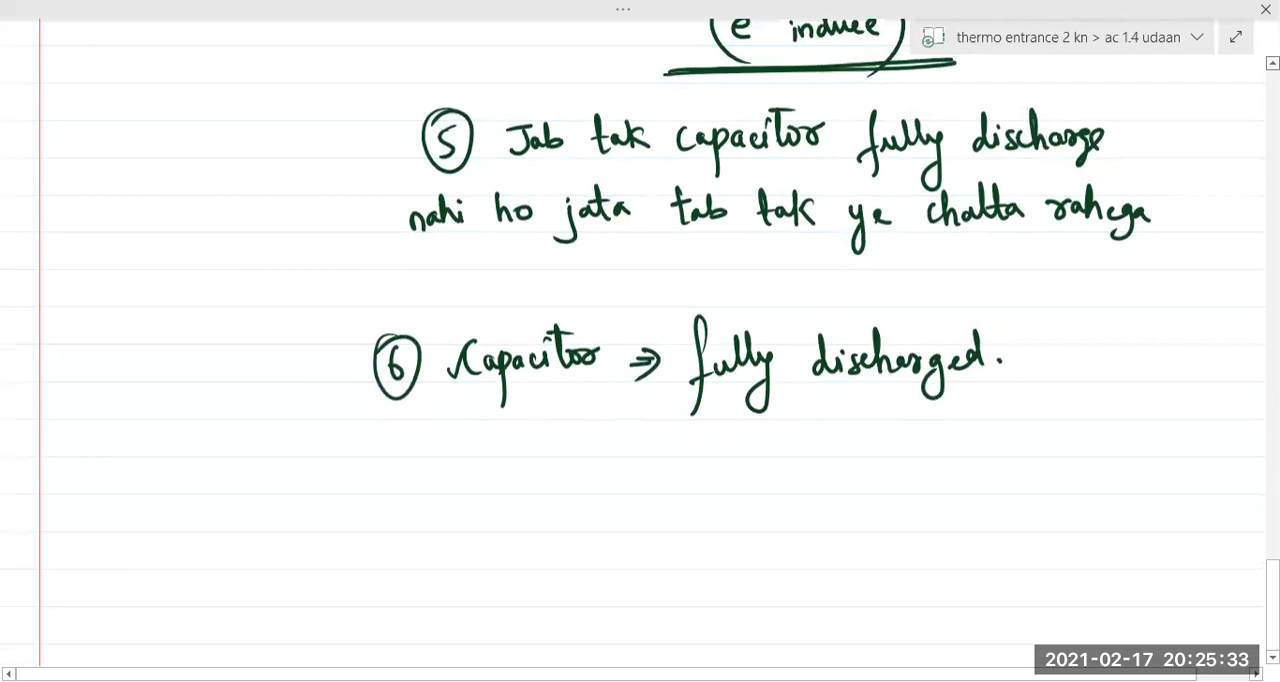 (e induce)
thermo entrance 2 kn > ac 1.4 udaan
⑤ Jab tak capacitor fully discharge
nahi ho jata tab tak ye chalta rahega
⑥ Capacitor ⇒ fully discharged.
2021-02-17 20:25:33